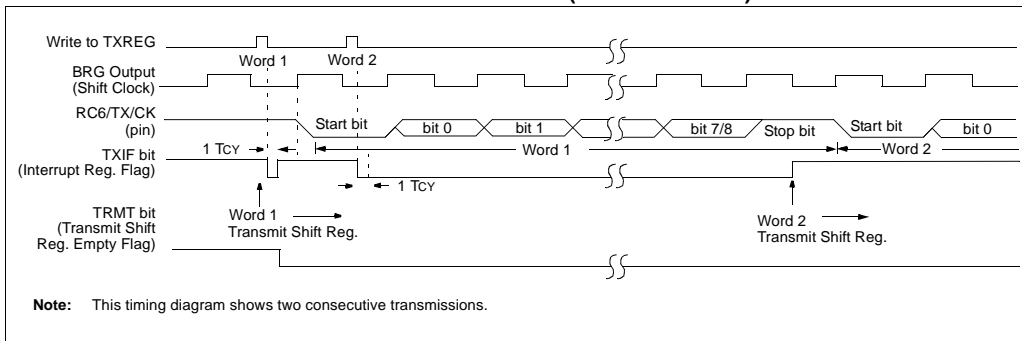 Write to TXREG
Word 1
Word 2
BRG Output
(Shift Clock)
RC6/TX/CK
(pin)
Start bit
bit 0
bit 1
bit 7/8
Stop bit
Start bit
bit 0
Word 1
Word 2
TXIF bit
(Interrupt Reg. Flag)
1 TCY
1 TCY
TRMT bit
(Transmit Shift
Reg. Empty Flag)
Word 1
Transmit Shift Reg.
Word 2
Transmit Shift Reg.
Note: This timing diagram shows two consecutive transmissions.